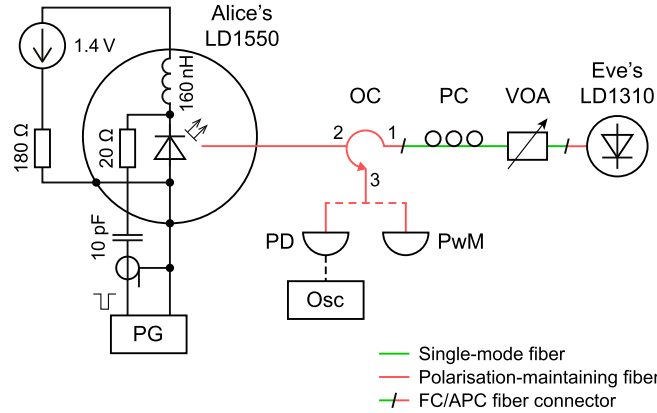 Alice's
LD1550
1.4 V
160 nH
180 Ω
20 Ω
10 pF
PG
OC
PC
VOA
Eve's
LD1310
2
1
3
PD
PwM
Osc
Single-mode fiber
Polarisation-maintaining fiber
FC/APC fiber connector